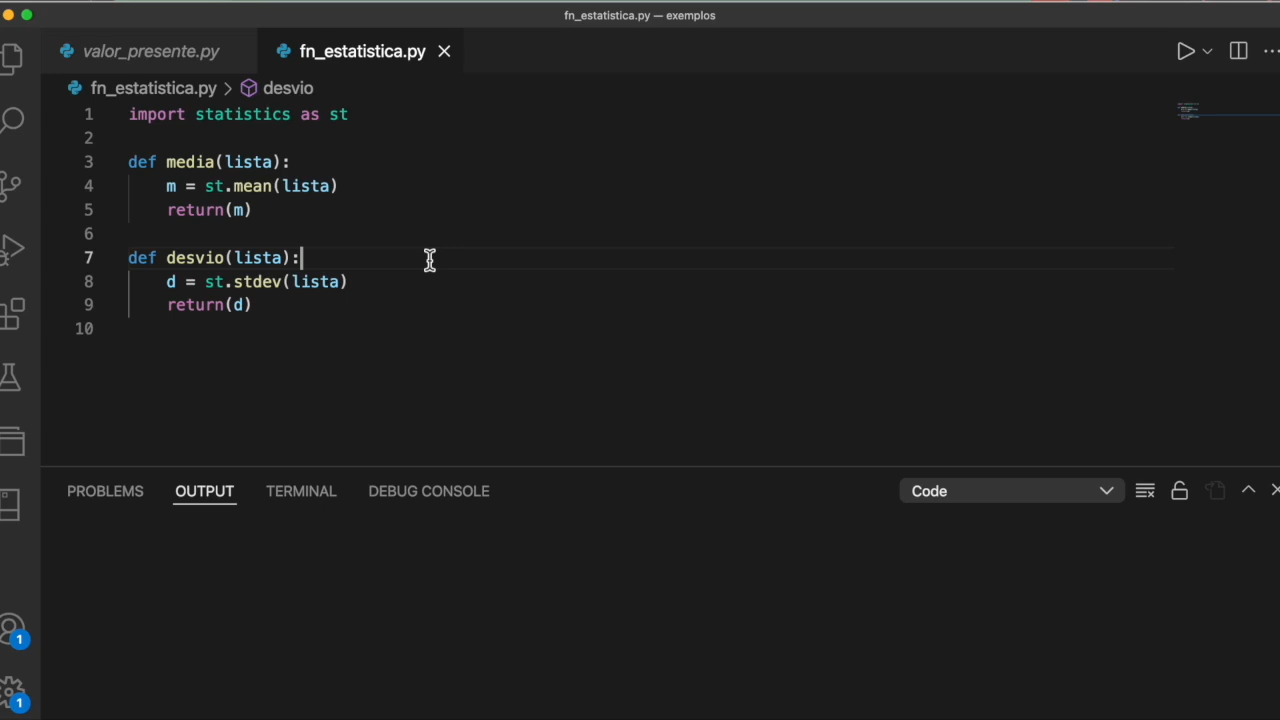 fn_estatistica.py — exemplos
valor_presente.py
fn_estatistica.py
fn_estatistica.py > desvio
1 import statistics as st
2
3 def media(lista):
4     m = st.mean(lista)
5     return(m)
6
7 def desvio(lista):
8     d = st.stdev(lista)
9     return(d)
10
PROBLEMS OUTPUT TERMINAL DEBUG CONSOLE Code
1
1